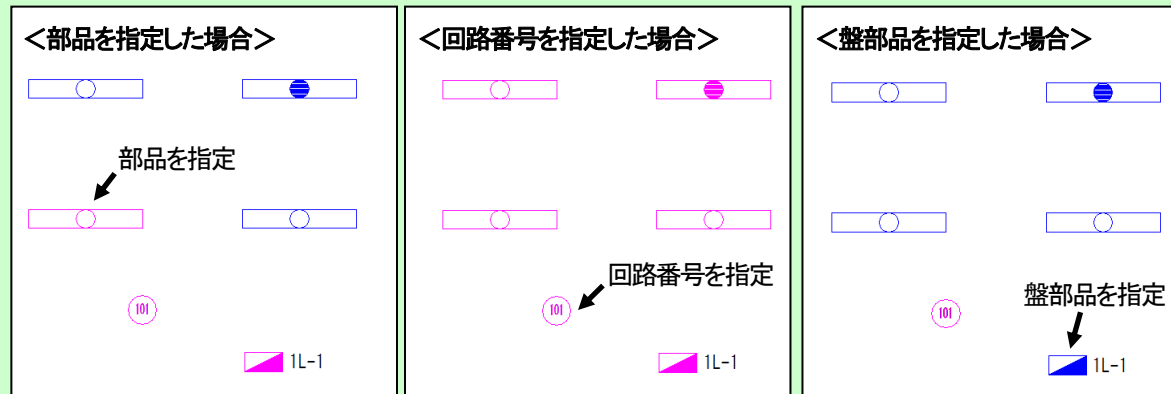 <部品を指定した場合>
部品を指定
101
1L-1
<回路番号を指定した場合>
回路番号を指定
101
1L-1
<盤部品を指定した場合>
盤部品を指定
101
1L-1